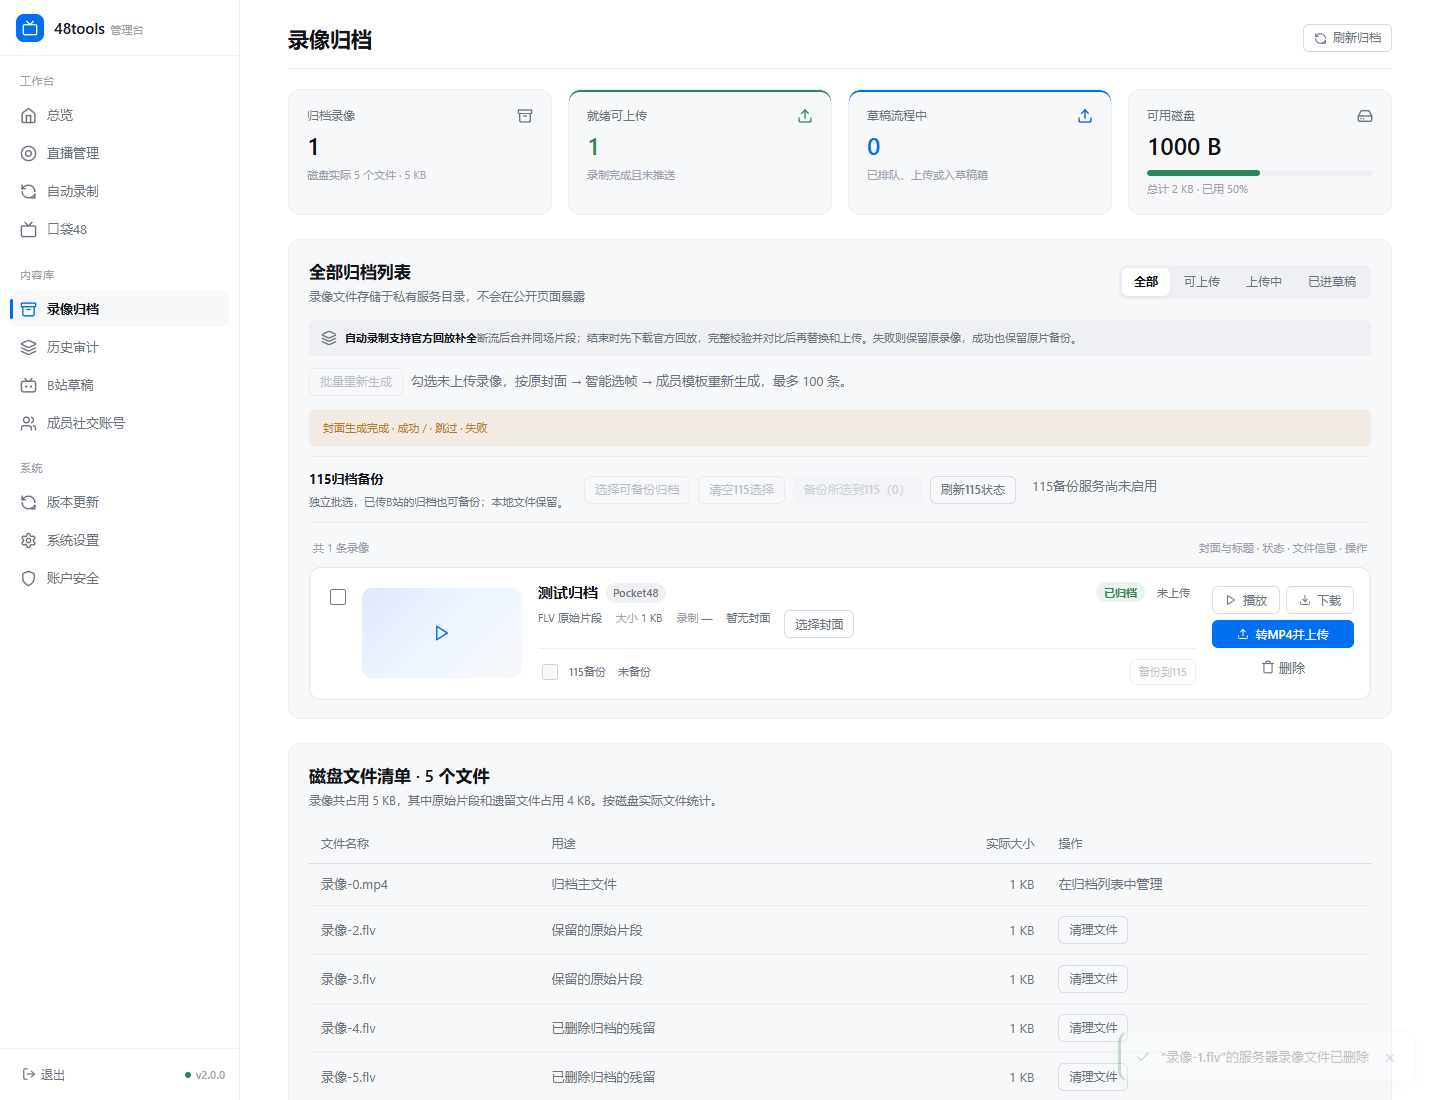 48tools 管理台
工作台
总览
直播管理
自动录制
口袋48
内容库
录像归档
历史审计
B站草稿
成员社交账号
系统
版本更新
系统设置
账户安全
退出
v2.0.0
录像归档
刷新归档
归档录像
1
磁盘实际 5 个文件 · 5 KB
就绪可上传
1
录制完成且未推送
草稿流程中
0
已排队、上传或入草稿箱
可用磁盘
1000 B
总计 2 KB · 已用 50%
全部归档列表
录像文件存储于私有服务目录，不会在公开页面暴露
全部 可上传 上传中 已进草稿
自动录制支持官方回放补全断流后合并同场片段；结束时先下载官方回放，完整校验并对比后再替换和上传。失败则保留原录像，成功也保留原片备份。
批量重新生成 勾选未上传录像，按原封面 → 智能选帧 → 成员模板重新生成，最多 100 条。
封面生成完成 · 成功 / · 跳过 · 失败
115归档备份
独立批选，已传B站的归档也可备份；本地文件保留。
选择可备份归档 清空115选择 备份所选到115（0） 刷新115状态 115备份服务尚未启用
共 1 条录像 封面与标题 · 状态 · 文件信息 · 操作
测试归档 Pocket48 已归档 未上传
FLV 原始片段 大小 1 KB 录制 — 暂无封面 选择封面
115备份 未备份 备份到115
播放 下载
转MP4并上传
删除
磁盘文件清单 · 5 个文件
录像共占用 5 KB，其中原始片段和遗留文件占用 4 KB。按磁盘实际文件统计。
文件名称 用途 实际大小 操作
录像-0.mp4 归档主文件 1 KB 在归档列表中管理
录像-2.flv 保留的原始片段 1 KB 清理文件
录像-3.flv 保留的原始片段 1 KB 清理文件
录像-4.flv 已删除归档的残留 1 KB 清理文件
“录像-1.flv”的服务器录像文件已删除 ×
录像-5.flv 已删除归档的残留 1 KB 清理文件